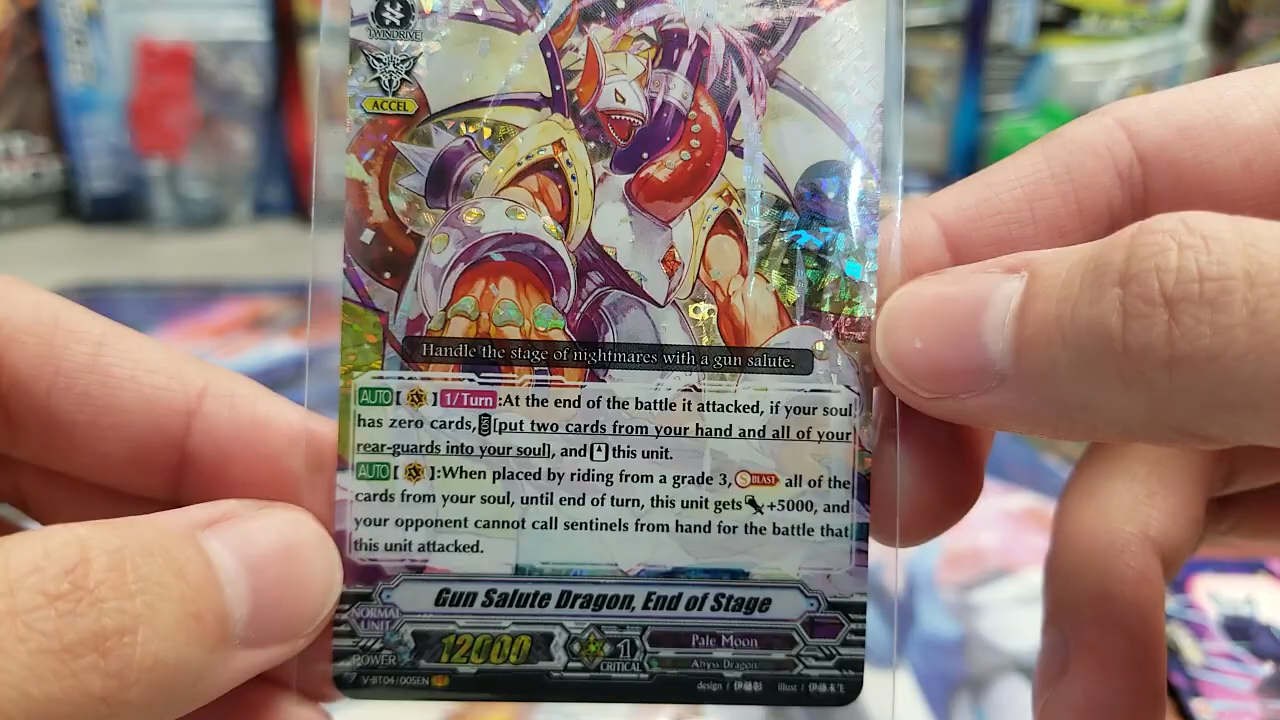 TWINDRIVE
ACCEL
Handle the stage of nightmares with a gun salute.
AUTO [ ] 1/Turn :At the end of the battle it attacked, if your soul
has zero cards, COST [put two cards from your hand and all of your
rear-guards into your soul], and this unit.
AUTO [ ]:When placed by riding from a grade 3, S BLAST all of the
cards from your soul, until end of turn, this unit gets +5000, and
your opponent cannot call sentinels from hand for the battle that
this unit attacked.
Gun Salute Dragon, End of Stage
NORMAL
UNIT
POWER 12000 1 CRITICAL
Pale Moon
Abyss Dragon
V-BT04/005EN
design / 伊藤彰 illust / 伊藤未生